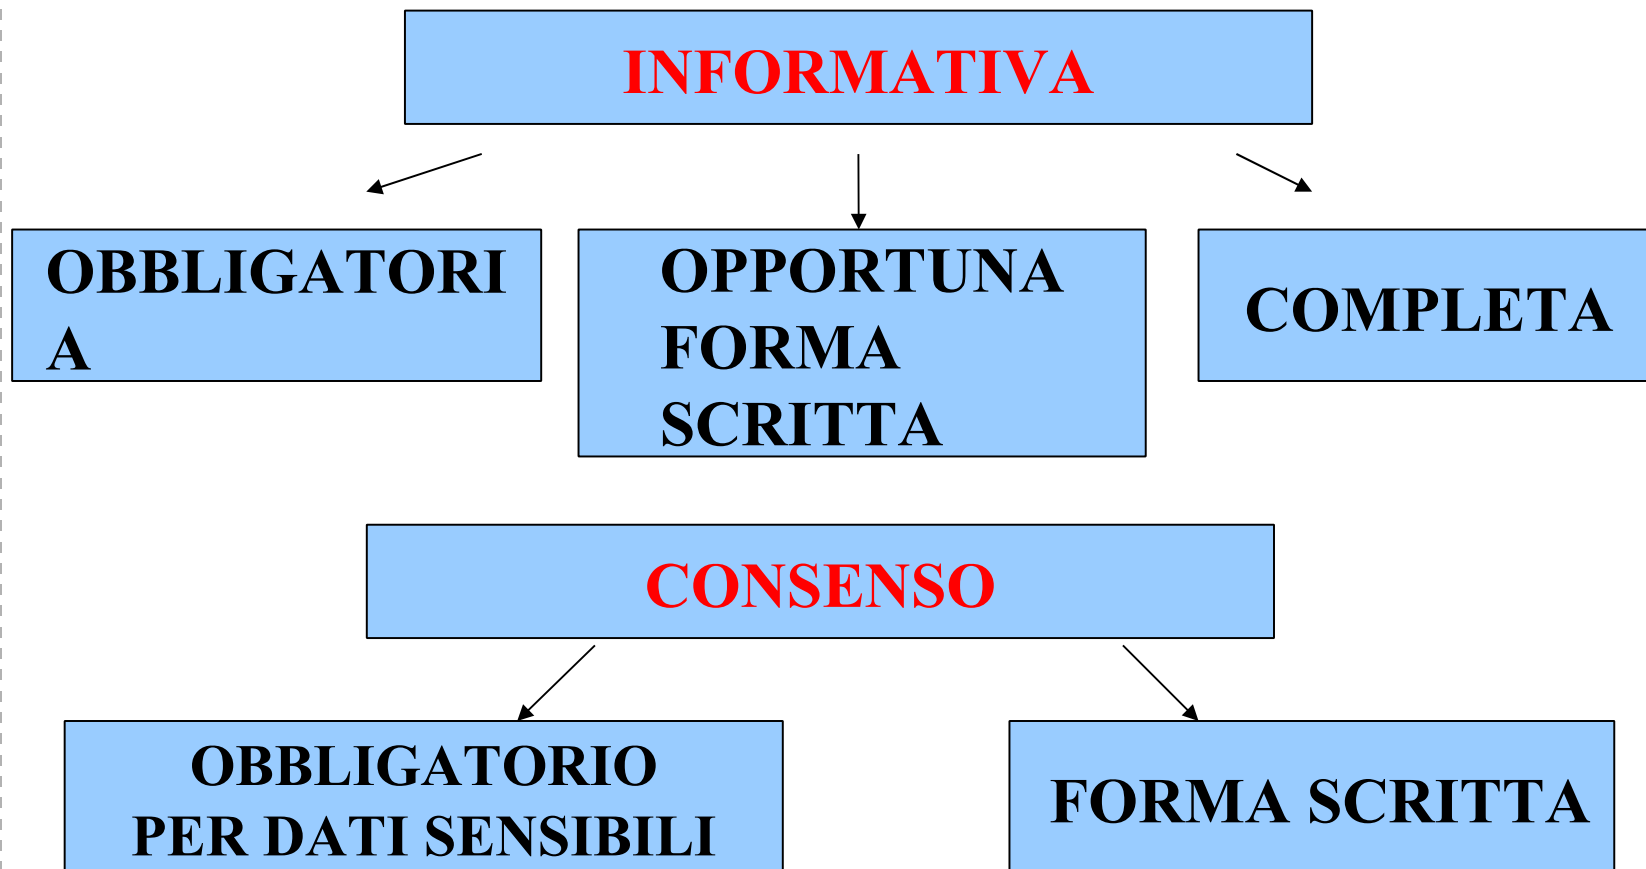 INFORMATIVA
OBBLIGATORI
A
OPPORTUNA
FORMA
SCRITTA
COMPLETA
CONSENSO
OBBLIGATORIO
PER DATI SENSIBILI
FORMA SCRITTA